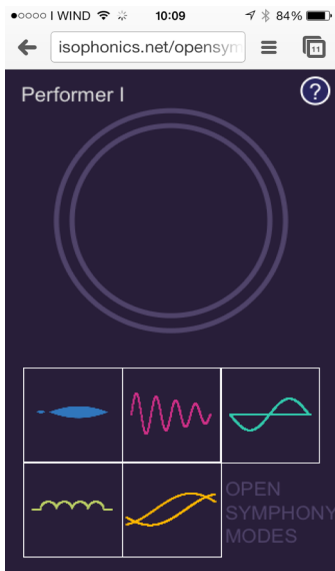 I WIND 10:09 84%
isophonics.net/opensym
11
Performer I
?
OPEN
SYMPHONY
MODES